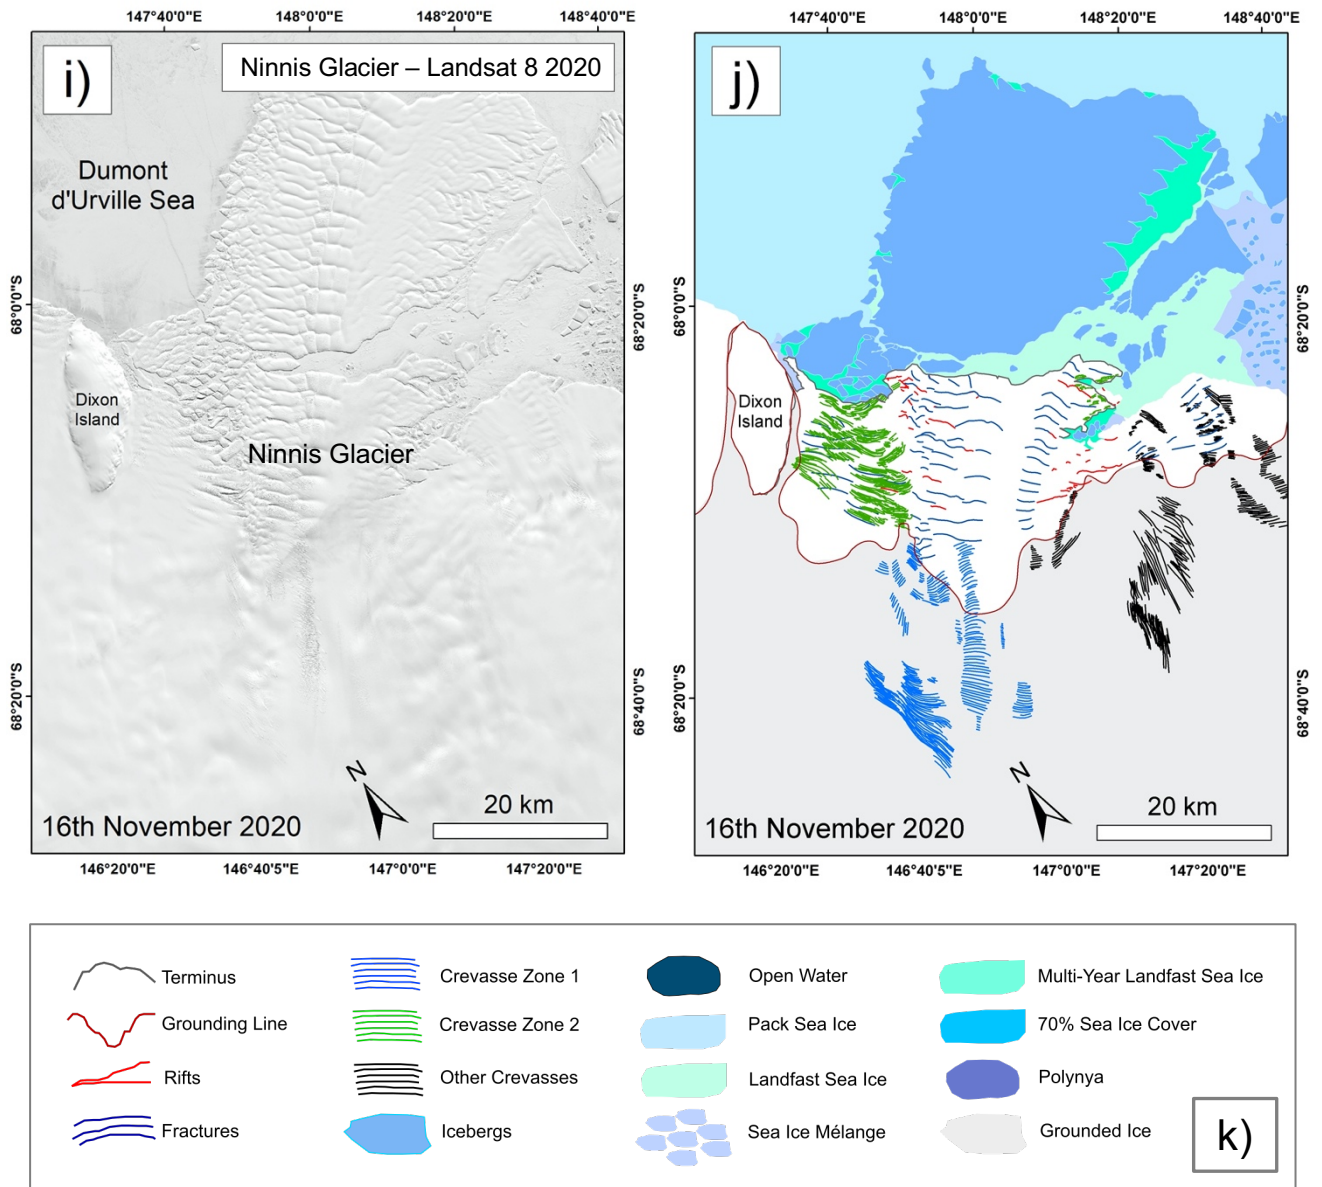 147°40'0"E 148°0'0"E 148°20'0"E 148°40'0"E
i)
Ninnis Glacier – Landsat 8 2020
Dumont
d'Urville Sea
68°0'0"S
68°20'0"S
Dixon
Island
Ninnis Glacier
68°20'0"S
68°40'0"S
N
20 km
16th November 2020
146°20'0"E 146°40'5"E 147°0'0"E 147°20'0"E
147°40'0"E 148°0'0"E 148°20'0"E 148°40'0"E
j)
68°0'0"S
68°20'0"S
Dixon
Island
68°20'0"S
68°40'0"S
N
20 km
16th November 2020
146°20'0"E 146°40'5"E 147°0'0"E 147°20'0"E
Terminus
Grounding Line
Rifts
Fractures
Crevasse Zone 1
Crevasse Zone 2
Other Crevasses
Icebergs
Open Water
Pack Sea Ice
Landfast Sea Ice
Sea Ice Mélange
Multi-Year Landfast Sea Ice
70% Sea Ice Cover
Polynya
Grounded Ice
k)